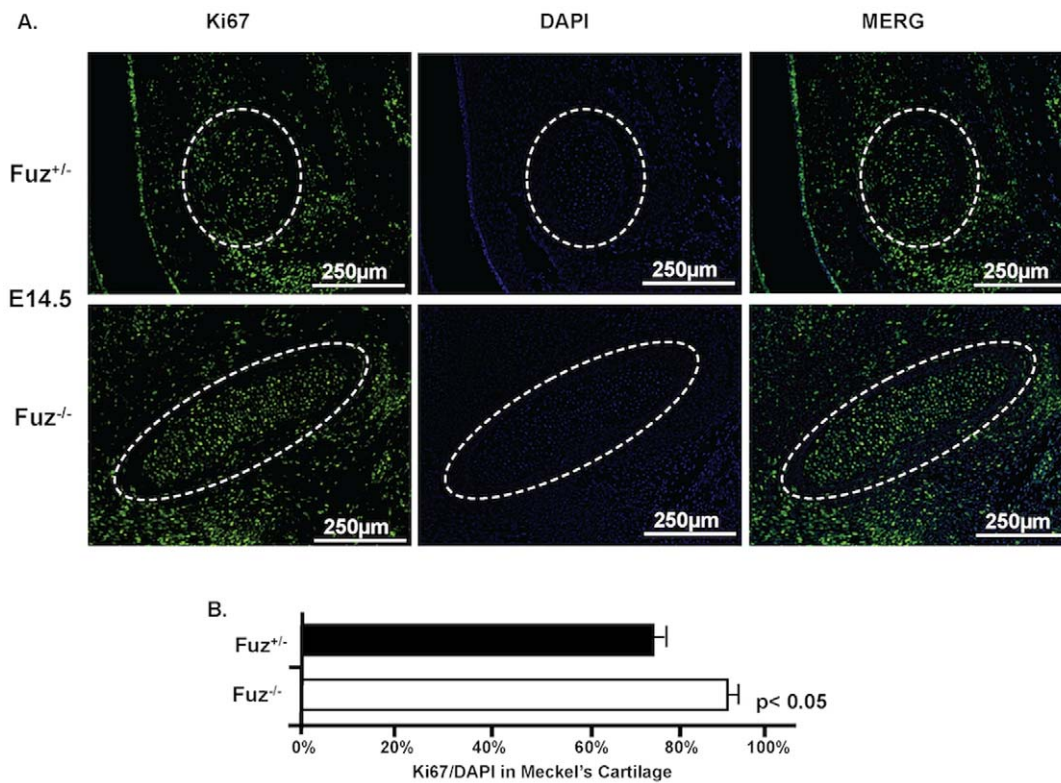 A.
Ki67 DAPI MERG
Fuz+/-
250µm 250µm 250µm
E14.5
Fuz-/-
250µm 250µm 250µm
B.
Fuz+/-
Fuz-/-
p< 0.05
0% 20% 40% 60% 80% 100%
Ki67/DAPI in Meckel's Cartilage